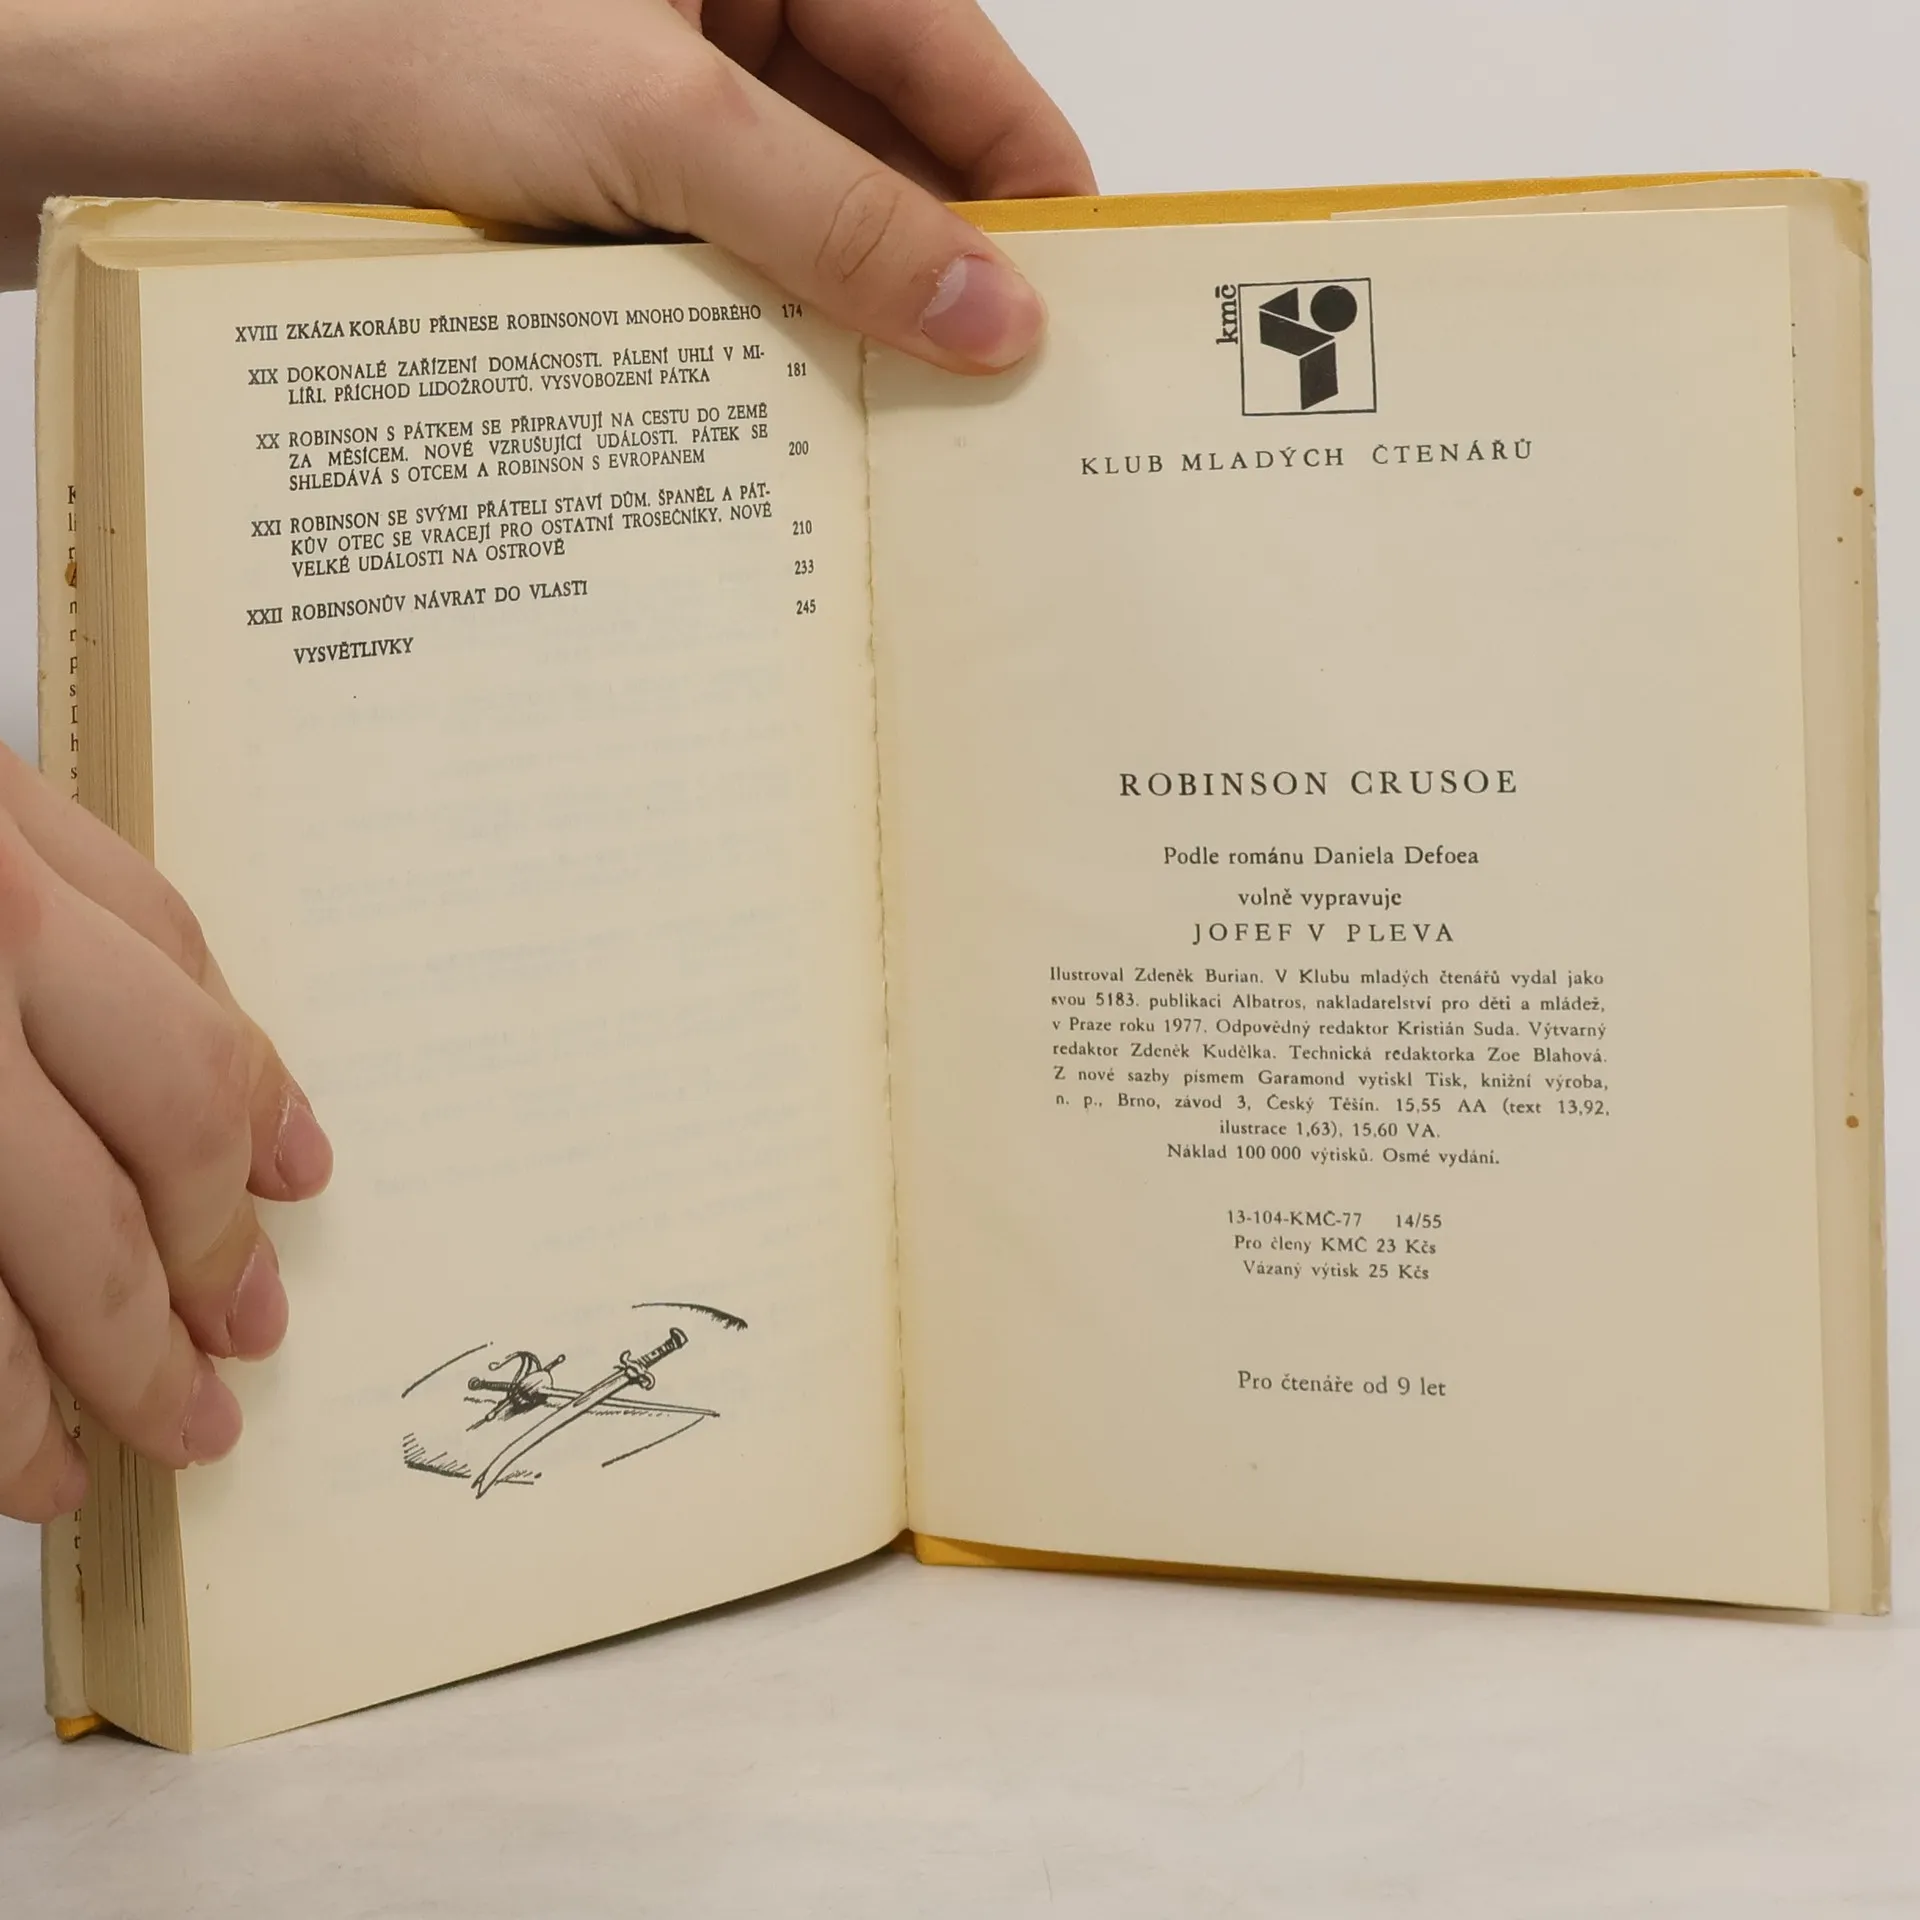 XVIII ZKÁZA KORÁBU PŘINESE ROBINSONOVI MNOHO DOBRÉHO 174
XIX DOKONALÉ ZAŘÍZENÍ DOMÁCNOSTI. PÁLENÍ UHLÍ V MI-
LÍŘI. PŘÍCHOD LIDOŽROUTŮ. VYSVOBOZENÍ PÁTKA 181
XX ROBINSON S PÁTKEM SE PŘIPRAVUJÍ NA CESTU DO ZEMĚ
ZA MĚSÍCEM. NOVÉ VZRUŠUJÍCÍ UDÁLOSTI. PÁTEK SE
SHLEDÁVÁ S OTCEM A ROBINSON S EVROPANEM 200
XXI ROBINSON SE SVÝMI PŘÁTELI STAVÍ DŮM. ŠPANĚL A PÁT-
KŮV OTEC SE VRACEJÍ PRO OSTATNÍ TROSEČNÍKY. NOVÉ
VELKÉ UDÁLOSTI NA OSTROVĚ 210
XXII ROBINSONŮV NÁVRAT DO VLASTI 233
VYSVĚTLIVKY 245
kmč
KLUB MLADÝCH ČTENÁŘŮ
ROBINSON CRUSOE
Podle románu Daniela Defoea
volně vypravuje
JOFEF V PLEVA
Ilustroval Zdeněk Burian. V Klubu mladých čtenářů vydal jako
svou 5183. publikaci Albatros, nakladatelství pro děti a mládež,
v Praze roku 1977. Odpovědný redaktor Kristián Suda. Výtvarný
redaktor Zdeněk Kudělka. Technická redaktorka Zoe Blahová.
Z nové sazby písmem Garamond vytiskl Tisk, knižní výroba,
n. p., Brno, závod 3, Český Těšín. 15,55 AA (text 13,92,
ilustrace 1,63), 15,60 VA.
Náklad 100 000 výtisků. Osmé vydání.
13-104-KMČ-77 14/55
Pro členy KMČ 23 Kčs
Vázaný výtisk 25 Kčs
Pro čtenáře od 9 let